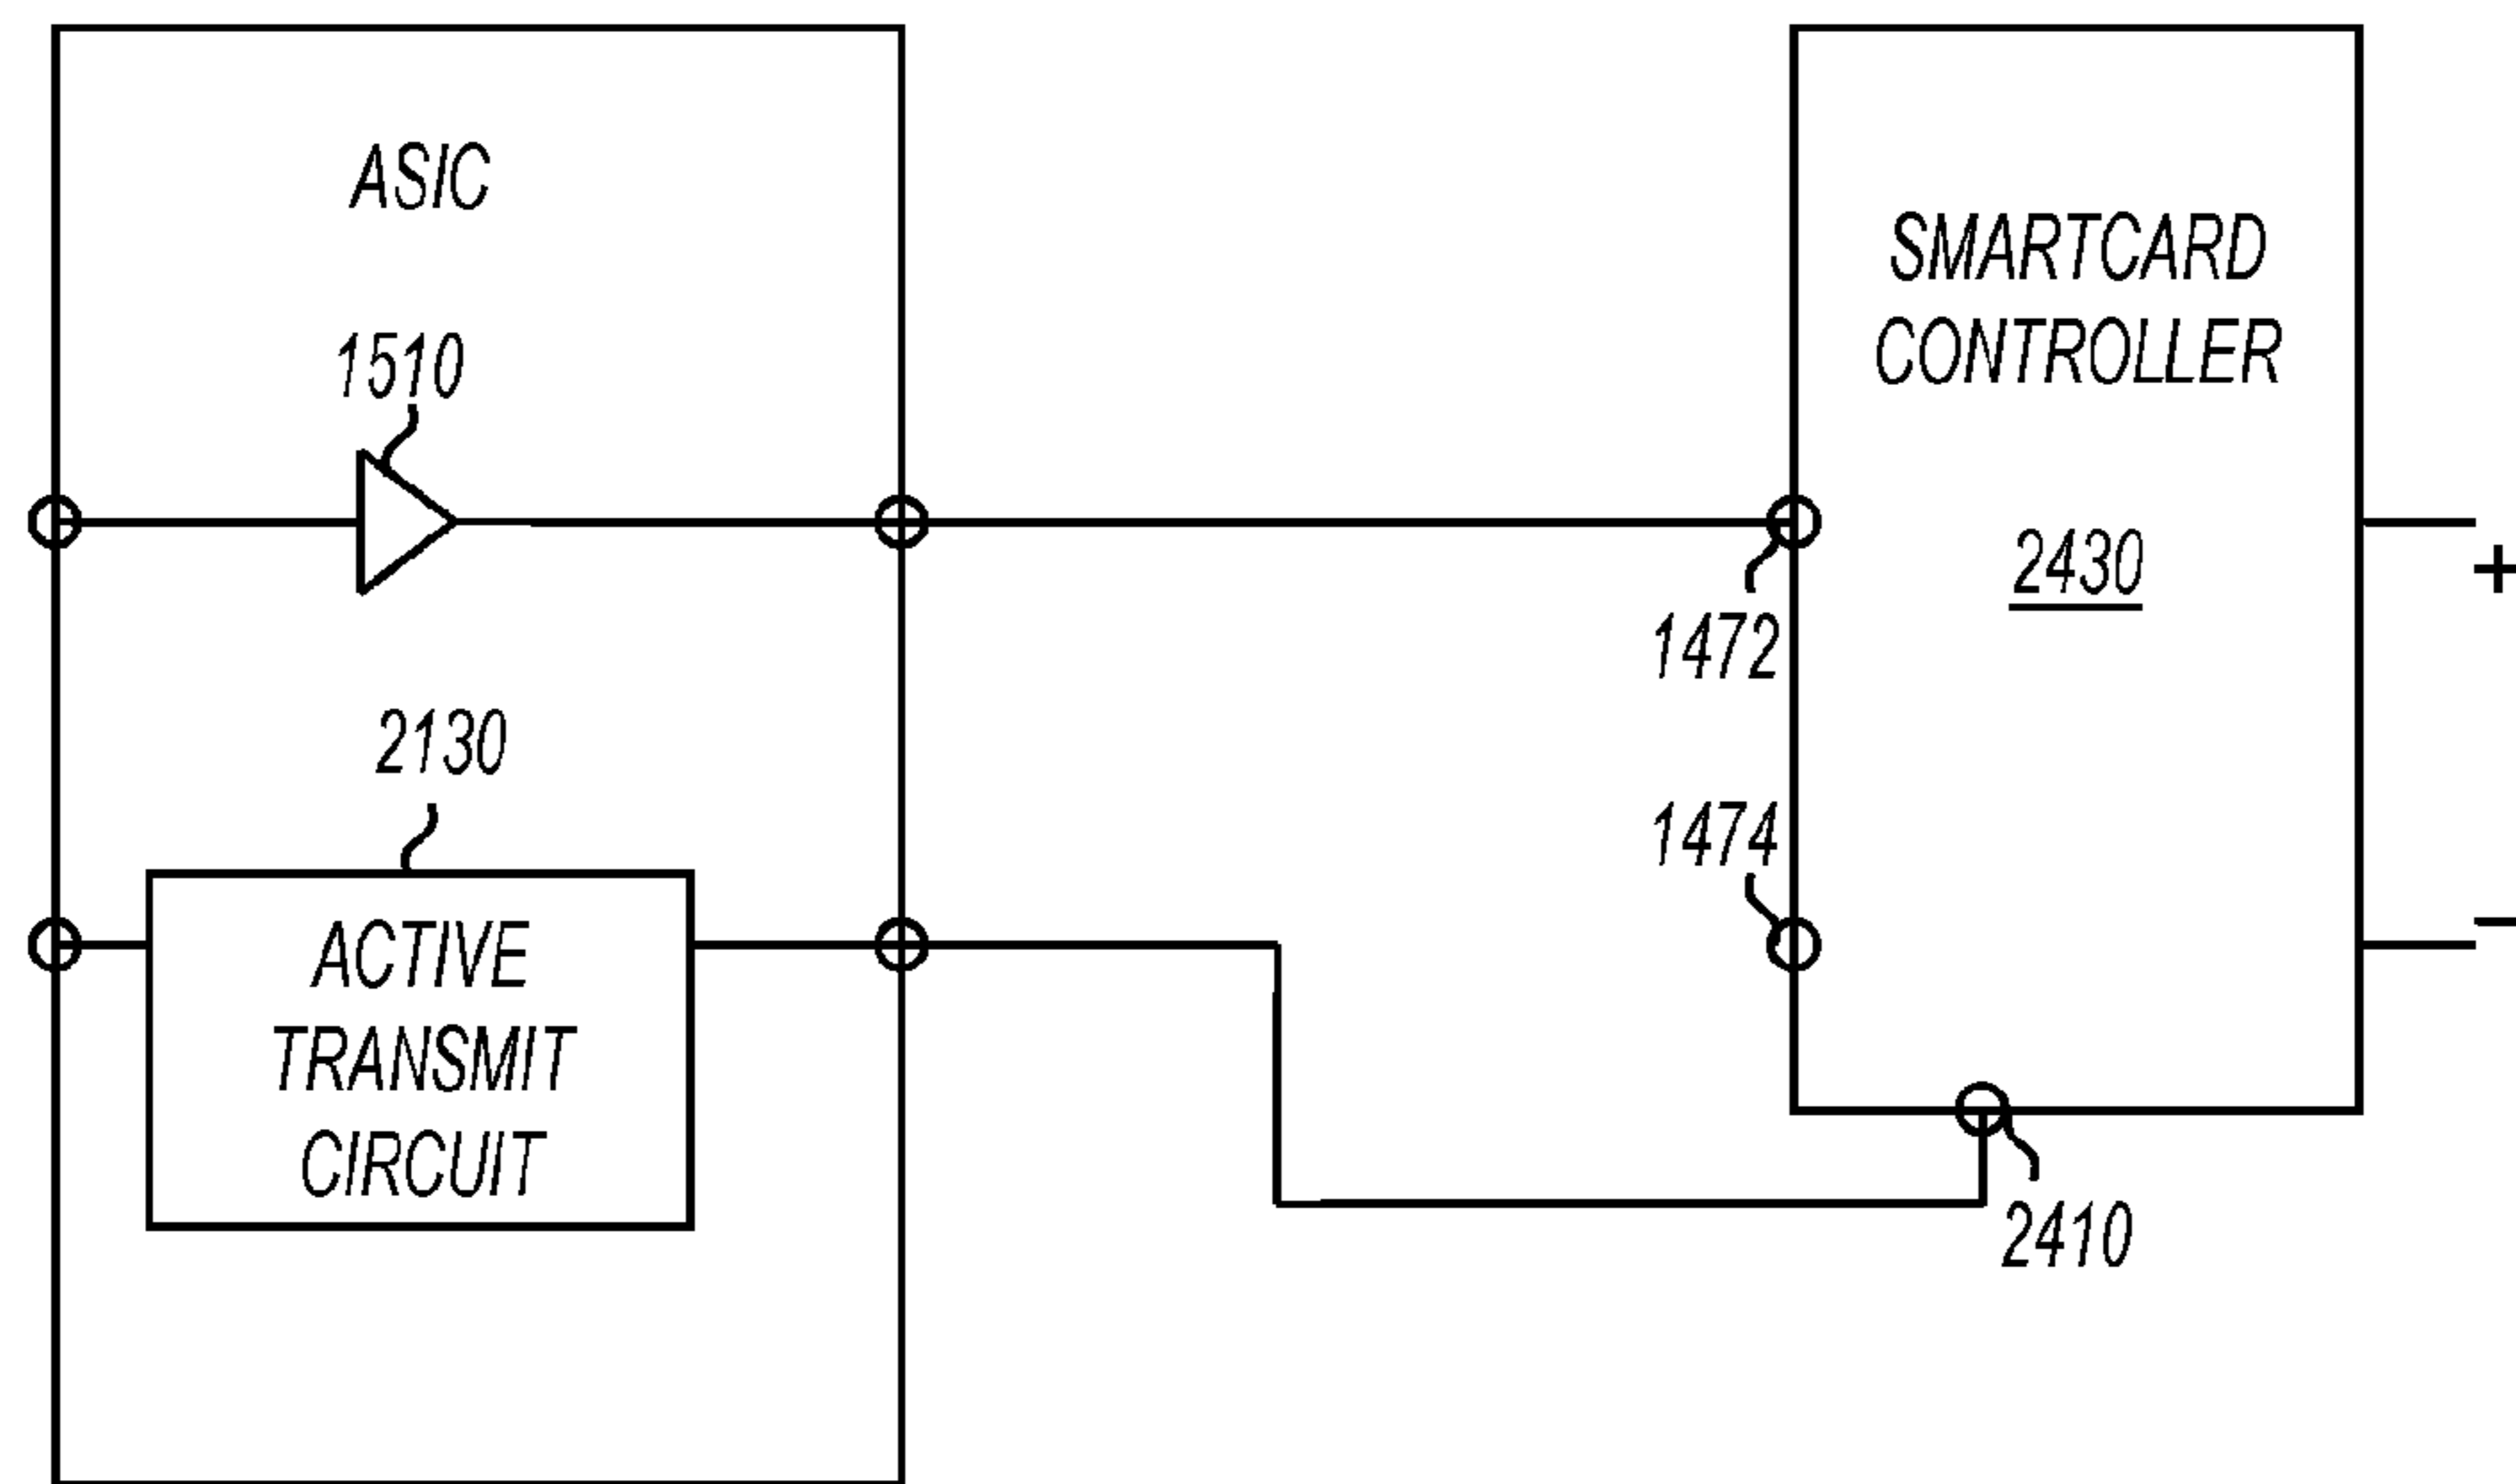 ASIC
SMARTCARD
CONTROLLER
1510
2430
+
1472
2130
1474
ACTIVE
TRANSMIT
CIRCUIT
−
2410